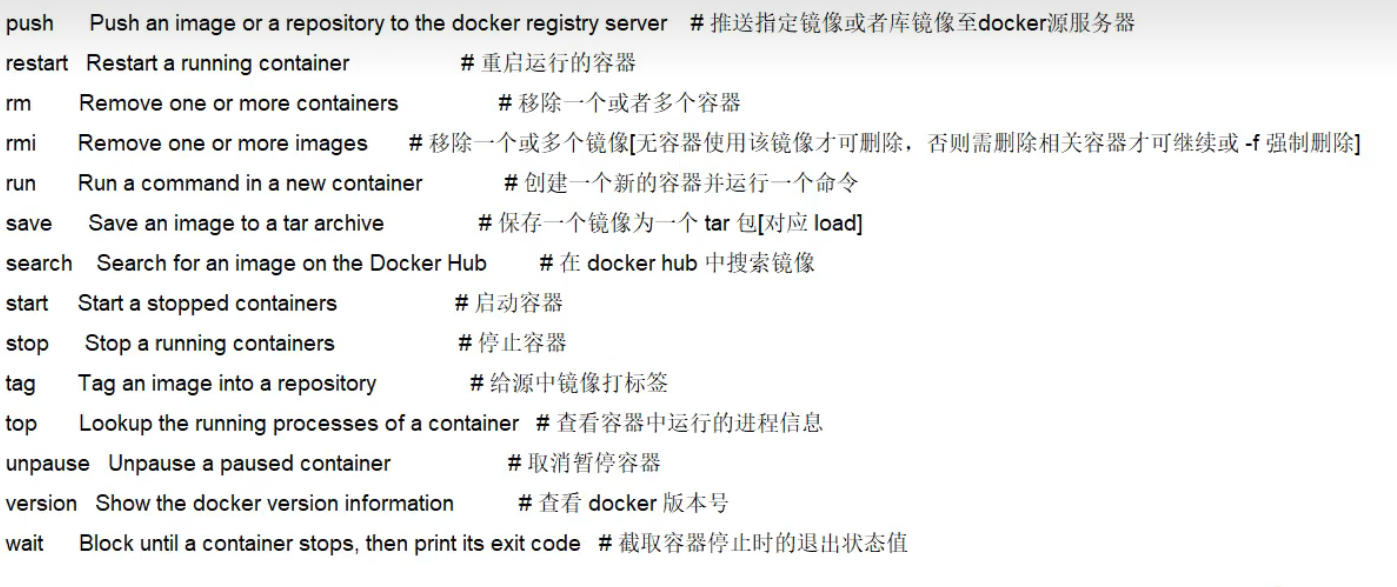 push Push an image or a repository to the docker registry server # 推送指定镜像或者库镜像至docker源服务器
restart Restart a running container # 重启运行的容器
rm Remove one or more containers # 移除一个或者多个容器
rmi Remove one or more images # 移除一个或多个镜像[无容器使用该镜像才可删除，否则需删除相关容器才可继续或 -f 强制删除]
run Run a command in a new container # 创建一个新的容器并运行一个命令
save Save an image to a tar archive # 保存一个镜像为一个 tar 包[对应 load]
search Search for an image on the Docker Hub # 在 docker hub 中搜索镜像
start Start a stopped containers # 启动容器
stop Stop a running containers # 停止容器
tag Tag an image into a repository # 给源中镜像打标签
top Lookup the running processes of a container # 查看容器中运行的进程信息
unpause Unpause a paused container # 取消暂停容器
version Show the docker version information # 查看 docker 版本号
wait Block until a container stops, then print its exit code # 截取容器停止时的退出状态值